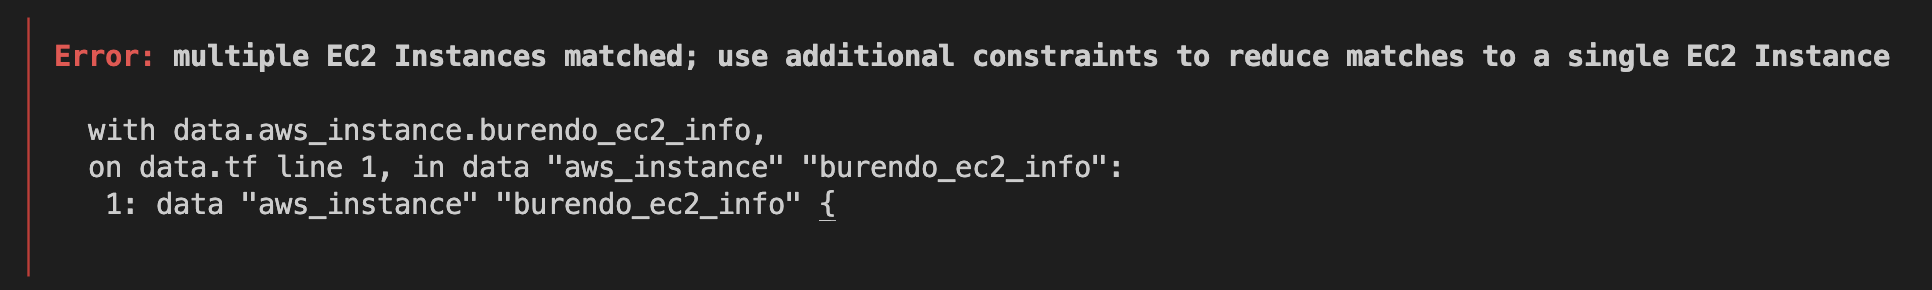 Error: multiple EC2 Instances matched; use additional constraints to reduce matches to a single EC2 Instance
with data.aws_instance.burendo_ec2_info,
on data.tf line 1, in data "aws_instance" "burendo_ec2_info":
1: data "aws_instance" "burendo_ec2_info" {